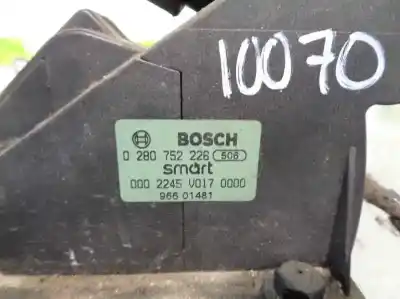 10070
BOSCH
0 280 752 226 508
smart
000 2245 V017 0000
966 01481